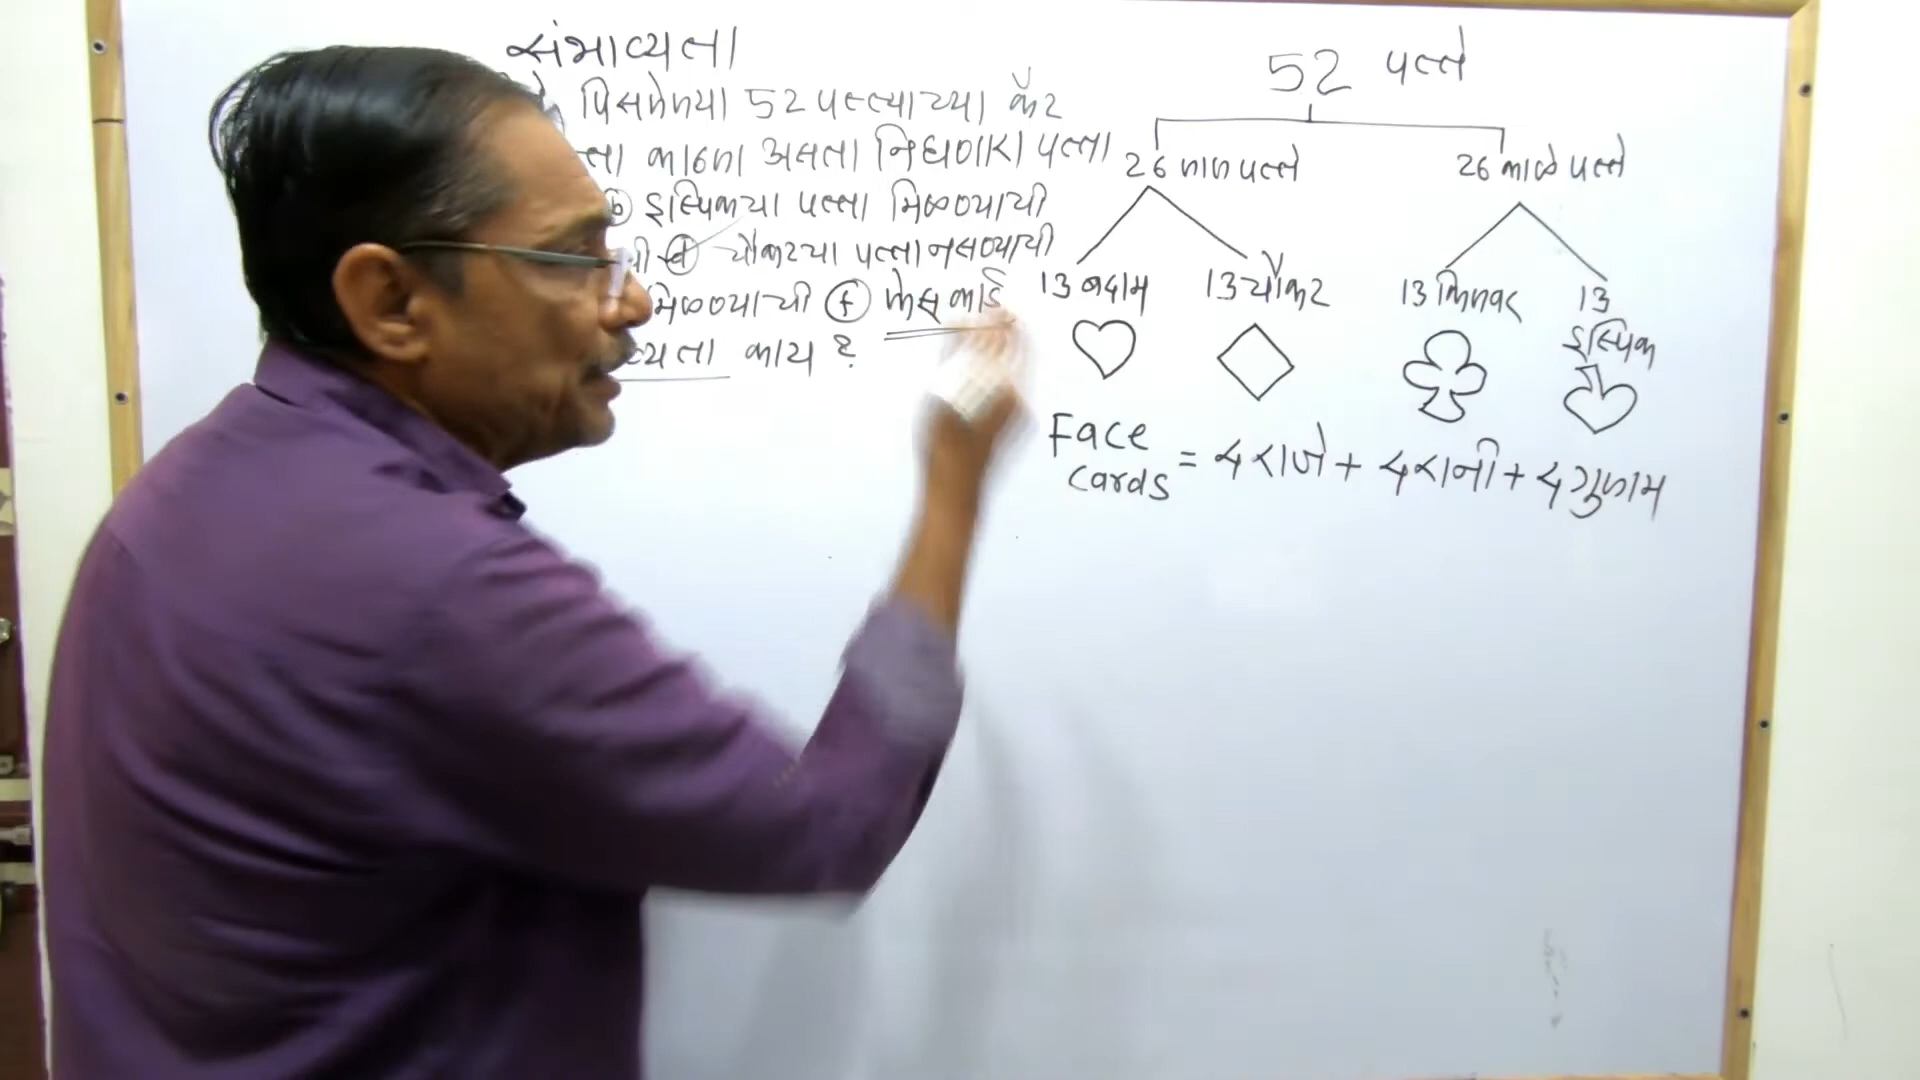 संभाव्यता
पिसलेल्या 52 पत्त्याच्या कॅट
त्ता काढला असता निघणारा पत्ता
ⓑ इस्पिकचा पत्ता मिळण्याची
ची ⓓ चौकटचा पत्ता नसण्याची
मिळण्याची ⓕ फेस कार्ड
व्यता काय ?
52 पत्ते
26 लाल पत्ते 26 काळे पत्ते
13 बदाम 13 चौकट 13 किलवर 13 इस्पिक
Face cards = 4 राजे + 4 रानी + 4 गुलाम